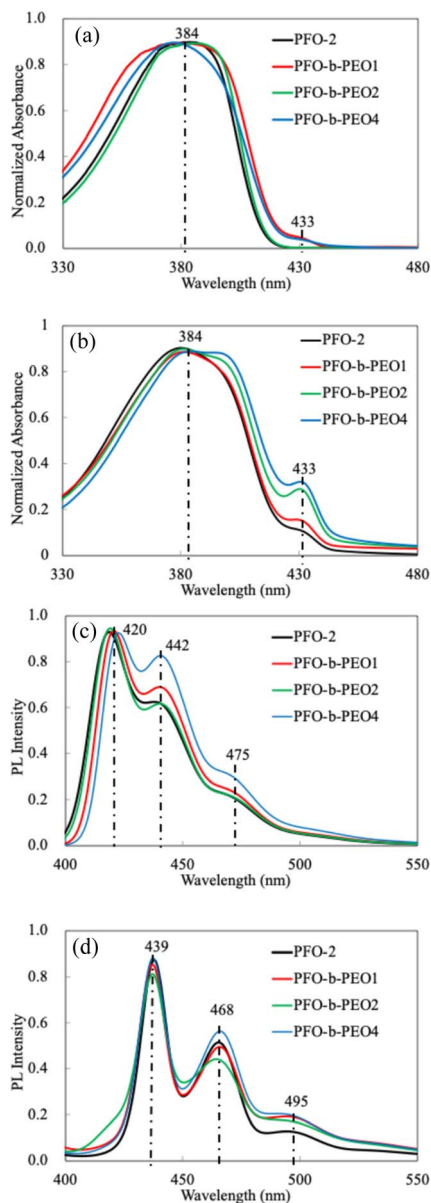 (a)
384
PFO-2
PFO-b-PEO1
PFO-b-PEO2
PFO-b-PEO4
433
Normalized Absorbance
1.0
0.8
0.6
0.4
0.2
0.0
330 380 430 480
Wavelength (nm)
(b)
384
PFO-2
PFO-b-PEO1
PFO-b-PEO2
PFO-b-PEO4
433
Normalized Absorbance
1
0.8
0.6
0.4
0.2
0
330 380 430 480
Wavelength (nm)
(c)
420
442
475
PFO-2
PFO-b-PEO1
PFO-b-PEO2
PFO-b-PEO4
PL Intensity
1.0
0.8
0.6
0.4
0.2
0.0
400 450 500 550
Wavelength (nm)
(d)
439
468
495
PFO-2
PFO-b-PEO1
PFO-b-PEO2
PFO-b-PEO4
PL Intensity
1.0
0.8
0.6
0.4
0.2
0.0
400 450 500 550
Wavelength (nm)